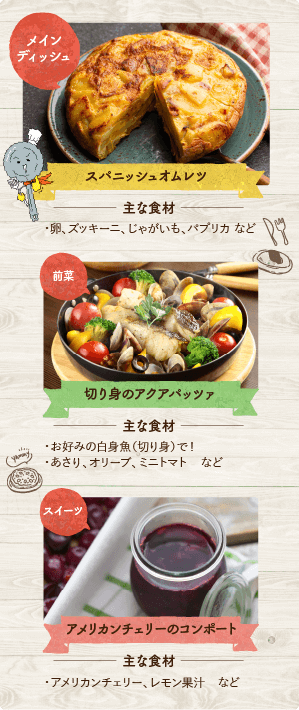 メイン
ディッシュ
スパニッシュオムレツ
主な食材
・卵、ズッキーニ、じゃがいも、パプリカ など
前菜
切り身のアクアパッツァ
主な食材
・お好みの白身魚（切り身）で！
・あさり、オリーブ、ミニトマト　など
yummy!
スイーツ
アメリカンチェリーのコンポート
主な食材
・アメリカンチェリー、レモン果汁　など